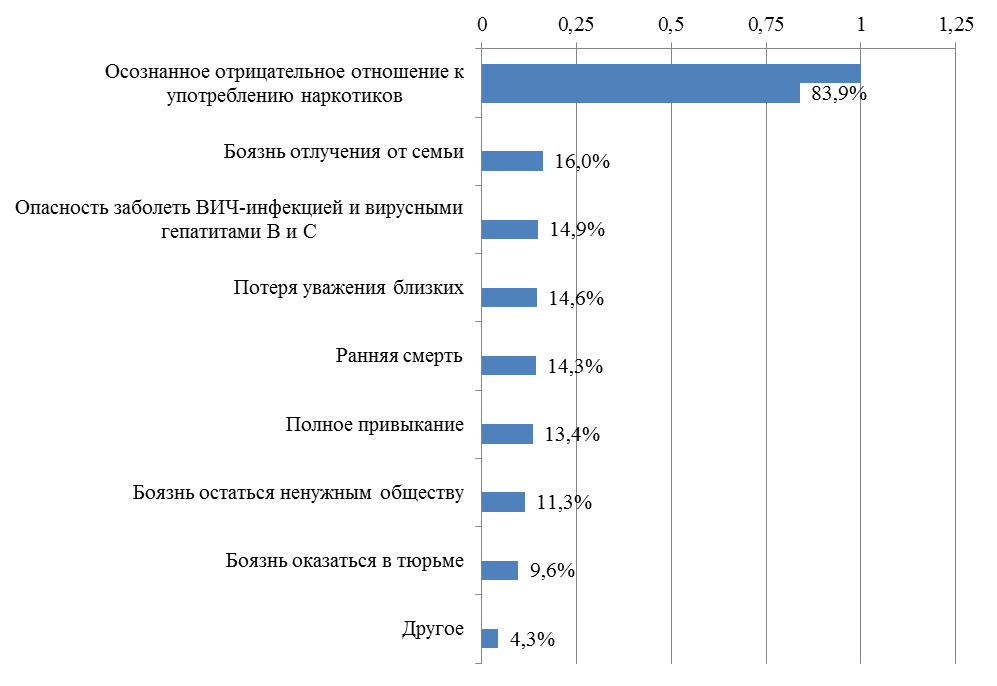 0 0,25 0,5 0,75 1 1,25
Осознанное отрицательное отношение к
употреблению наркотиков
83,9%
Боязнь отлучения от семьи
16,0%
Опасность заболеть ВИЧ-инфекцией и вирусными
гепатитами В и С
14,9%
Потеря уважения близких
14,6%
Ранняя смерть
14,3%
Полное привыкание
13,4%
Боязнь остаться ненужным обществу
11,3%
Боязнь оказаться в тюрьме
9,6%
Другое
4,3%